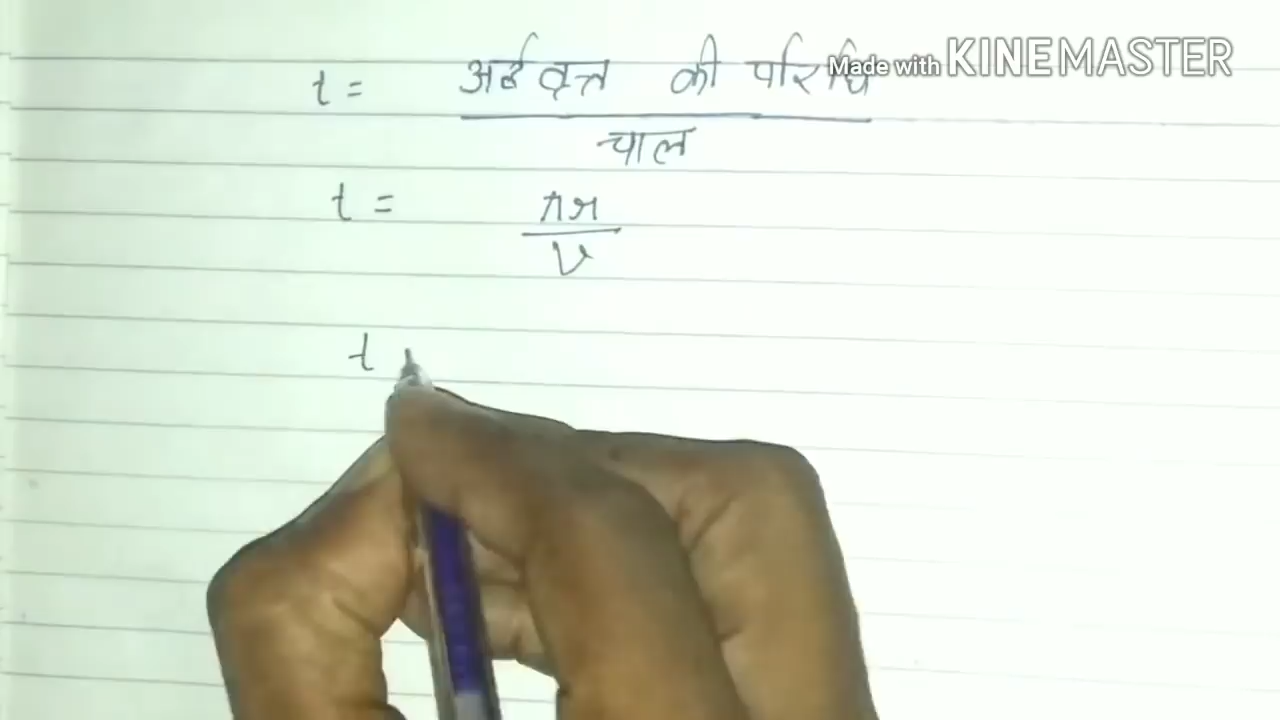 Made with KINEMASTER
t = अर्द्धवृत्त की परिधि
चाल
t = πr
v
t